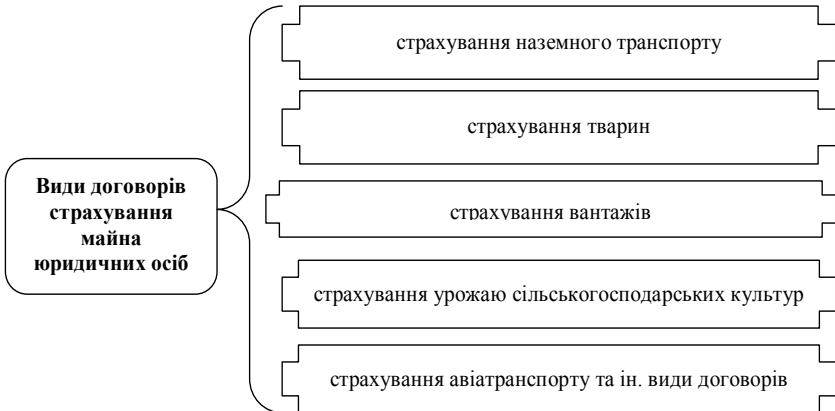 страхування наземного транспорту
страхування тварин
Види договорів
страхування
майна
юридичних осіб
страхування вантажів
страхування урожаю сільськогосподарських культур
страхування авіатранспорту та ін. види договорів